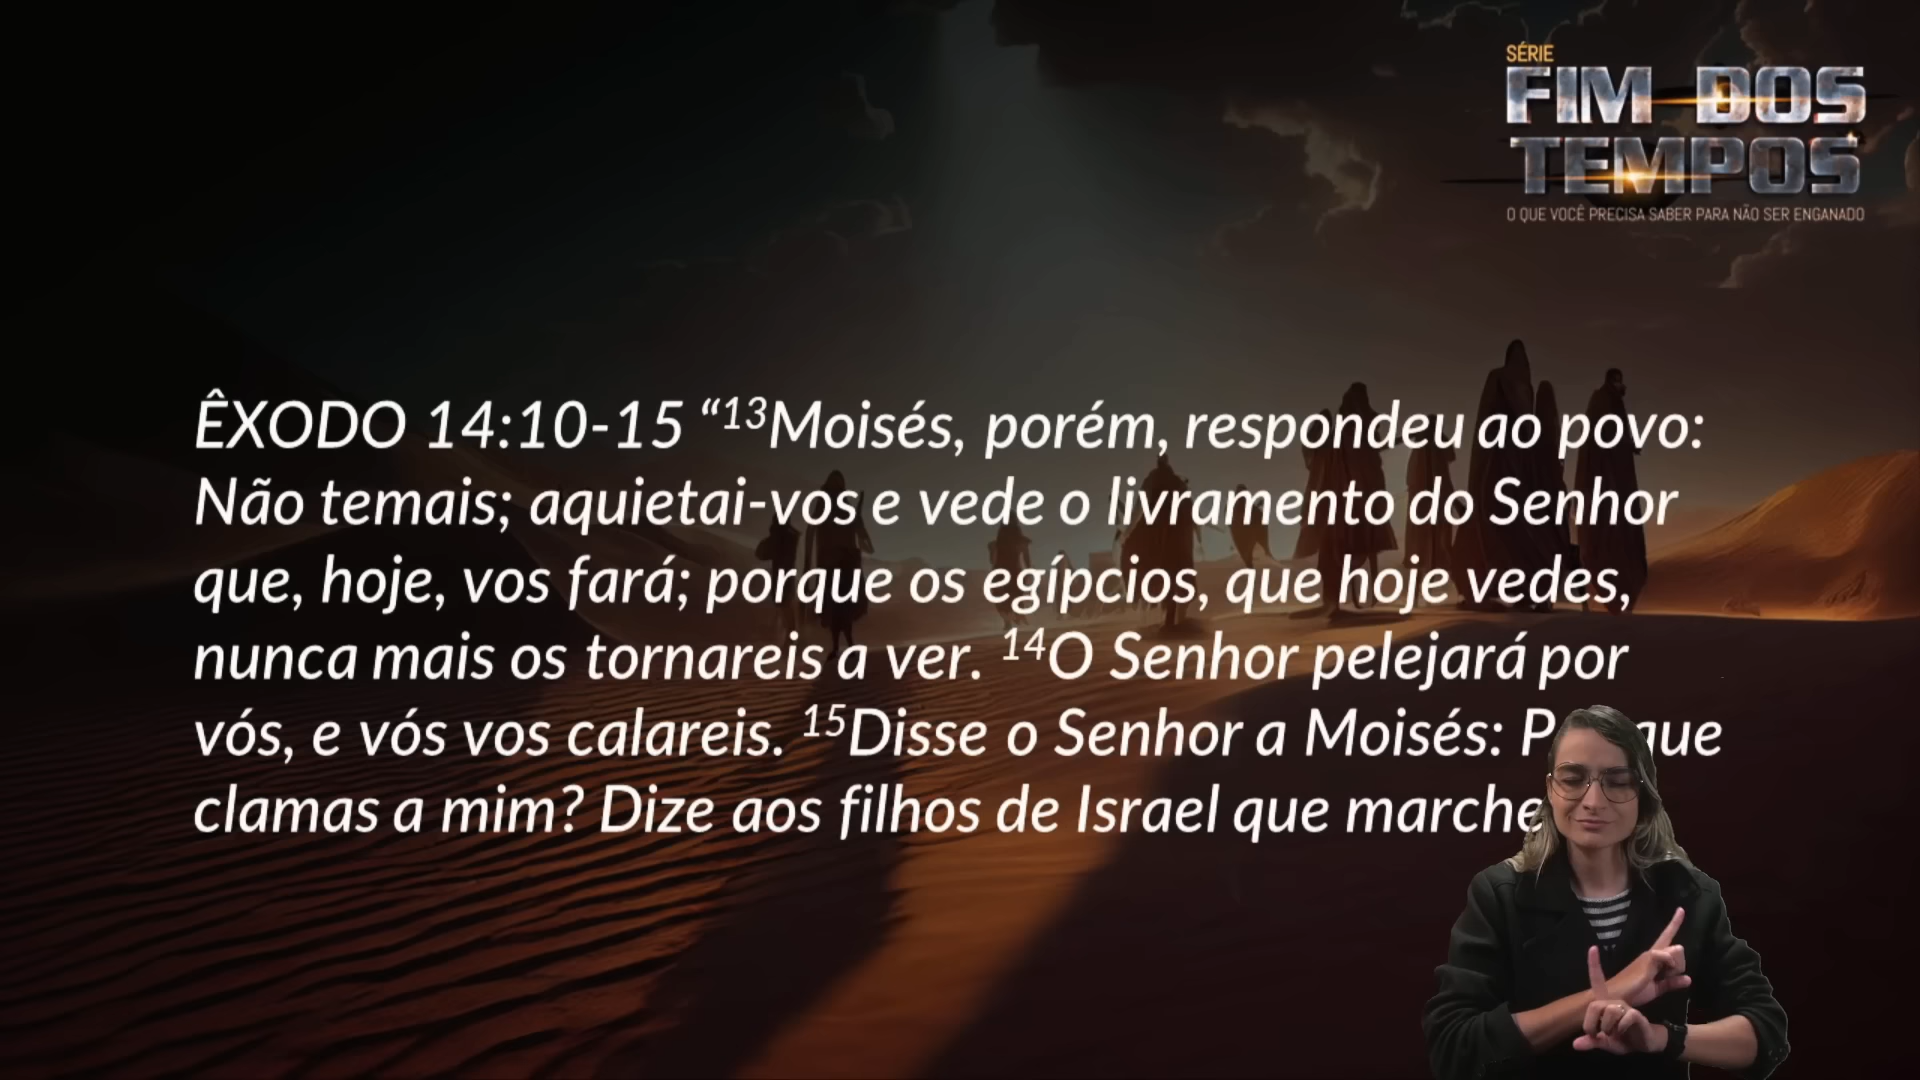 SÉRIE
FIM DOS
TEMPOS
O QUE VOCÊ PRECISA SABER PARA NÃO SER ENGANADO
ÊXODO 14:10-15 “¹³Moisés, porém, respondeu ao povo:
Não temais; aquietai-vos e vede o livramento do Senhor
que, hoje, vos fará; porque os egípcios, que hoje vedes,
nunca mais os tornareis a ver. ¹⁴O Senhor pelejará por
vós, e vós vos calareis. ¹⁵Disse o Senhor a Moisés:
clamas a mim? Dize aos filhos de Israel que